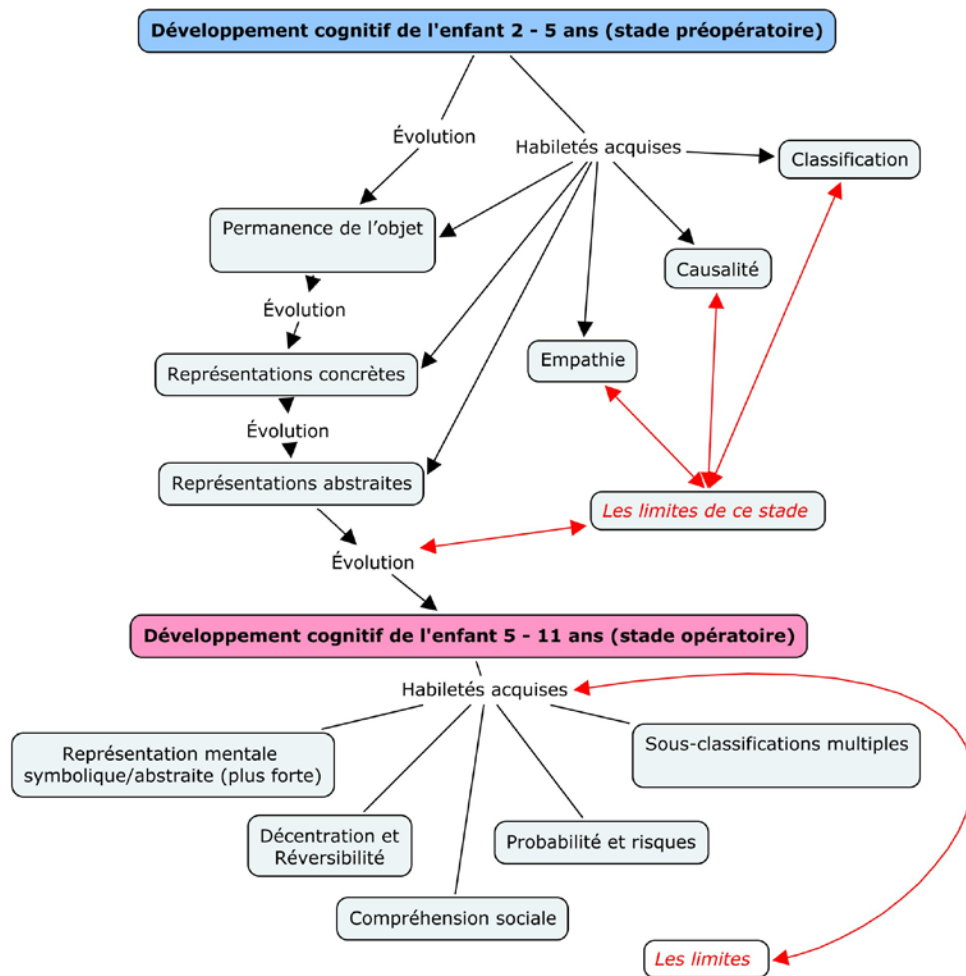 Développement cognitif de l'enfant 2 - 5 ans (stade préopératoire)
Évolution
Habiletés acquises
Classification
Permanence de l’objet
Causalité
Évolution
Empathie
Représentations concrètes
Évolution
Représentations abstraites
Les limites de ce stade
Évolution
Développement cognitif de l'enfant 5 - 11 ans (stade opératoire)
Habiletés acquises
Représentation mentale
symbolique/abstraite (plus forte)
Sous-classifications multiples
Décentration et
Réversibilité
Probabilité et risques
Compréhension sociale
Les limites